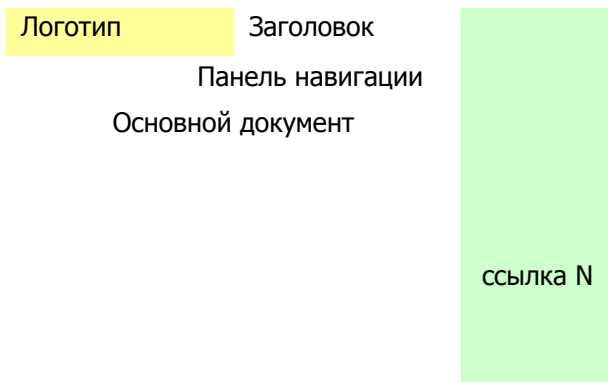 Логотип Заголовок
Панель навигации
Основной документ
ссылка N